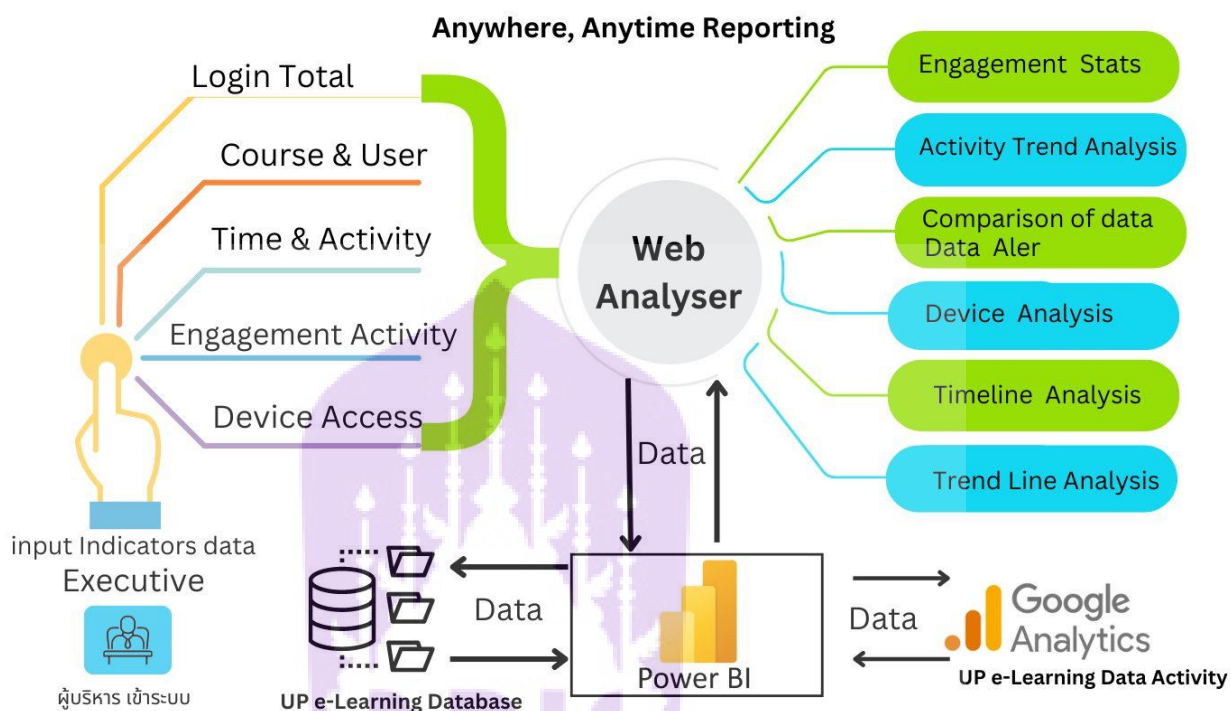 Anywhere, Anytime Reporting
Login Total
Course & User
Time & Activity
Engagement Activity
Device Access
input Indicators data
Executive
ผู้บริหาร เข้าระบบ
Web
Analyser
Engagement Stats
Activity Trend Analysis
Comparison of data
Data Aler
Device Analysis
Timeline Analysis
Trend Line Analysis
Data
Data
UP e-Learning Database
Power BI
Data
Google
Analytics
UP e-Learning Data Activity